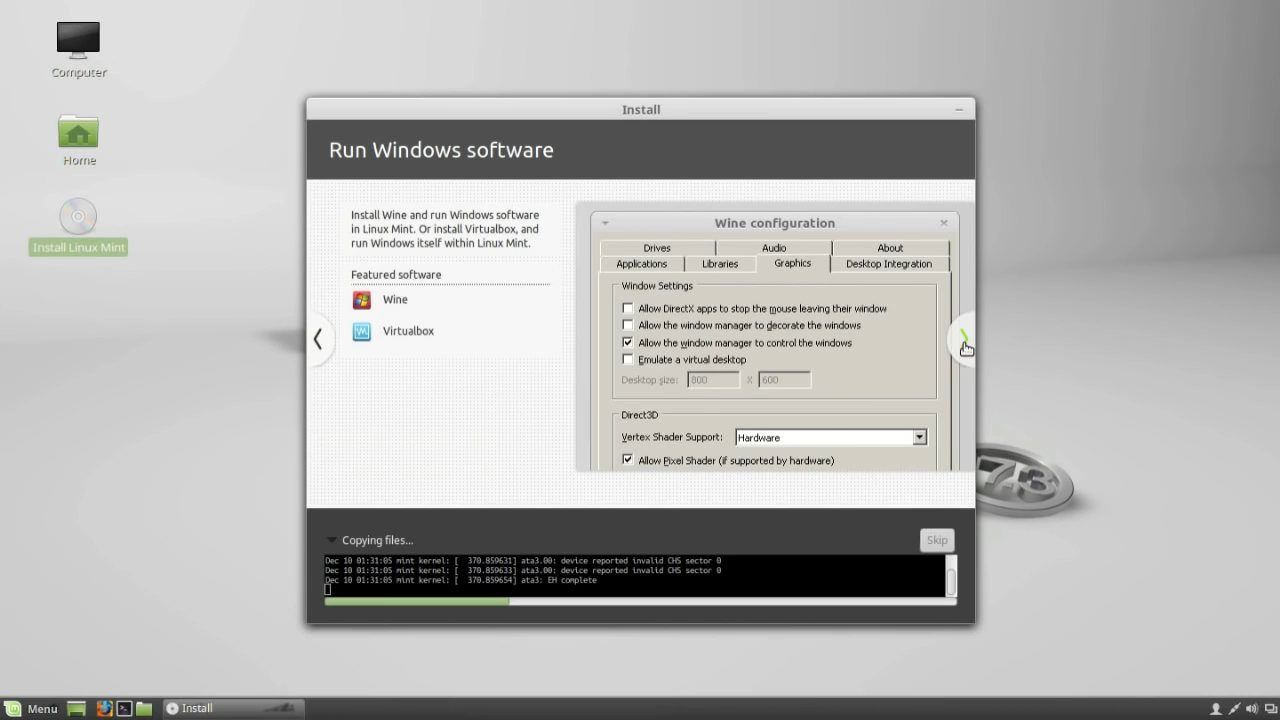 Computer
Home
Install Linux Mint
Install
Run Windows software
Install Wine and run Windows software
in Linux Mint. Or install Virtualbox, and
run Windows itself within Linux Mint.
Featured software
Wine
Virtualbox
Wine configuration
Drives Audio About
Applications Libraries Graphics Desktop Integration
Window Settings
Allow DirectX apps to stop the mouse leaving their window
Allow the window manager to decorate the windows
Allow the window manager to control the windows
Emulate a virtual desktop
Desktop size: 800 X 600
Direct3D
Vertex Shader Support: Hardware
Allow Pixel Shader (if supported by hardware)
17.3
Copying files...
Skip
Dec 10 01:31:05 mint kernel: [  370.859631] ata3.00: device reported invalid CHS sector 0
Dec 10 01:31:05 mint kernel: [  370.859633] ata3.00: device reported invalid CHS sector 0
Dec 10 01:31:05 mint kernel: [  370.859654] ata3: EH complete
Menu Install